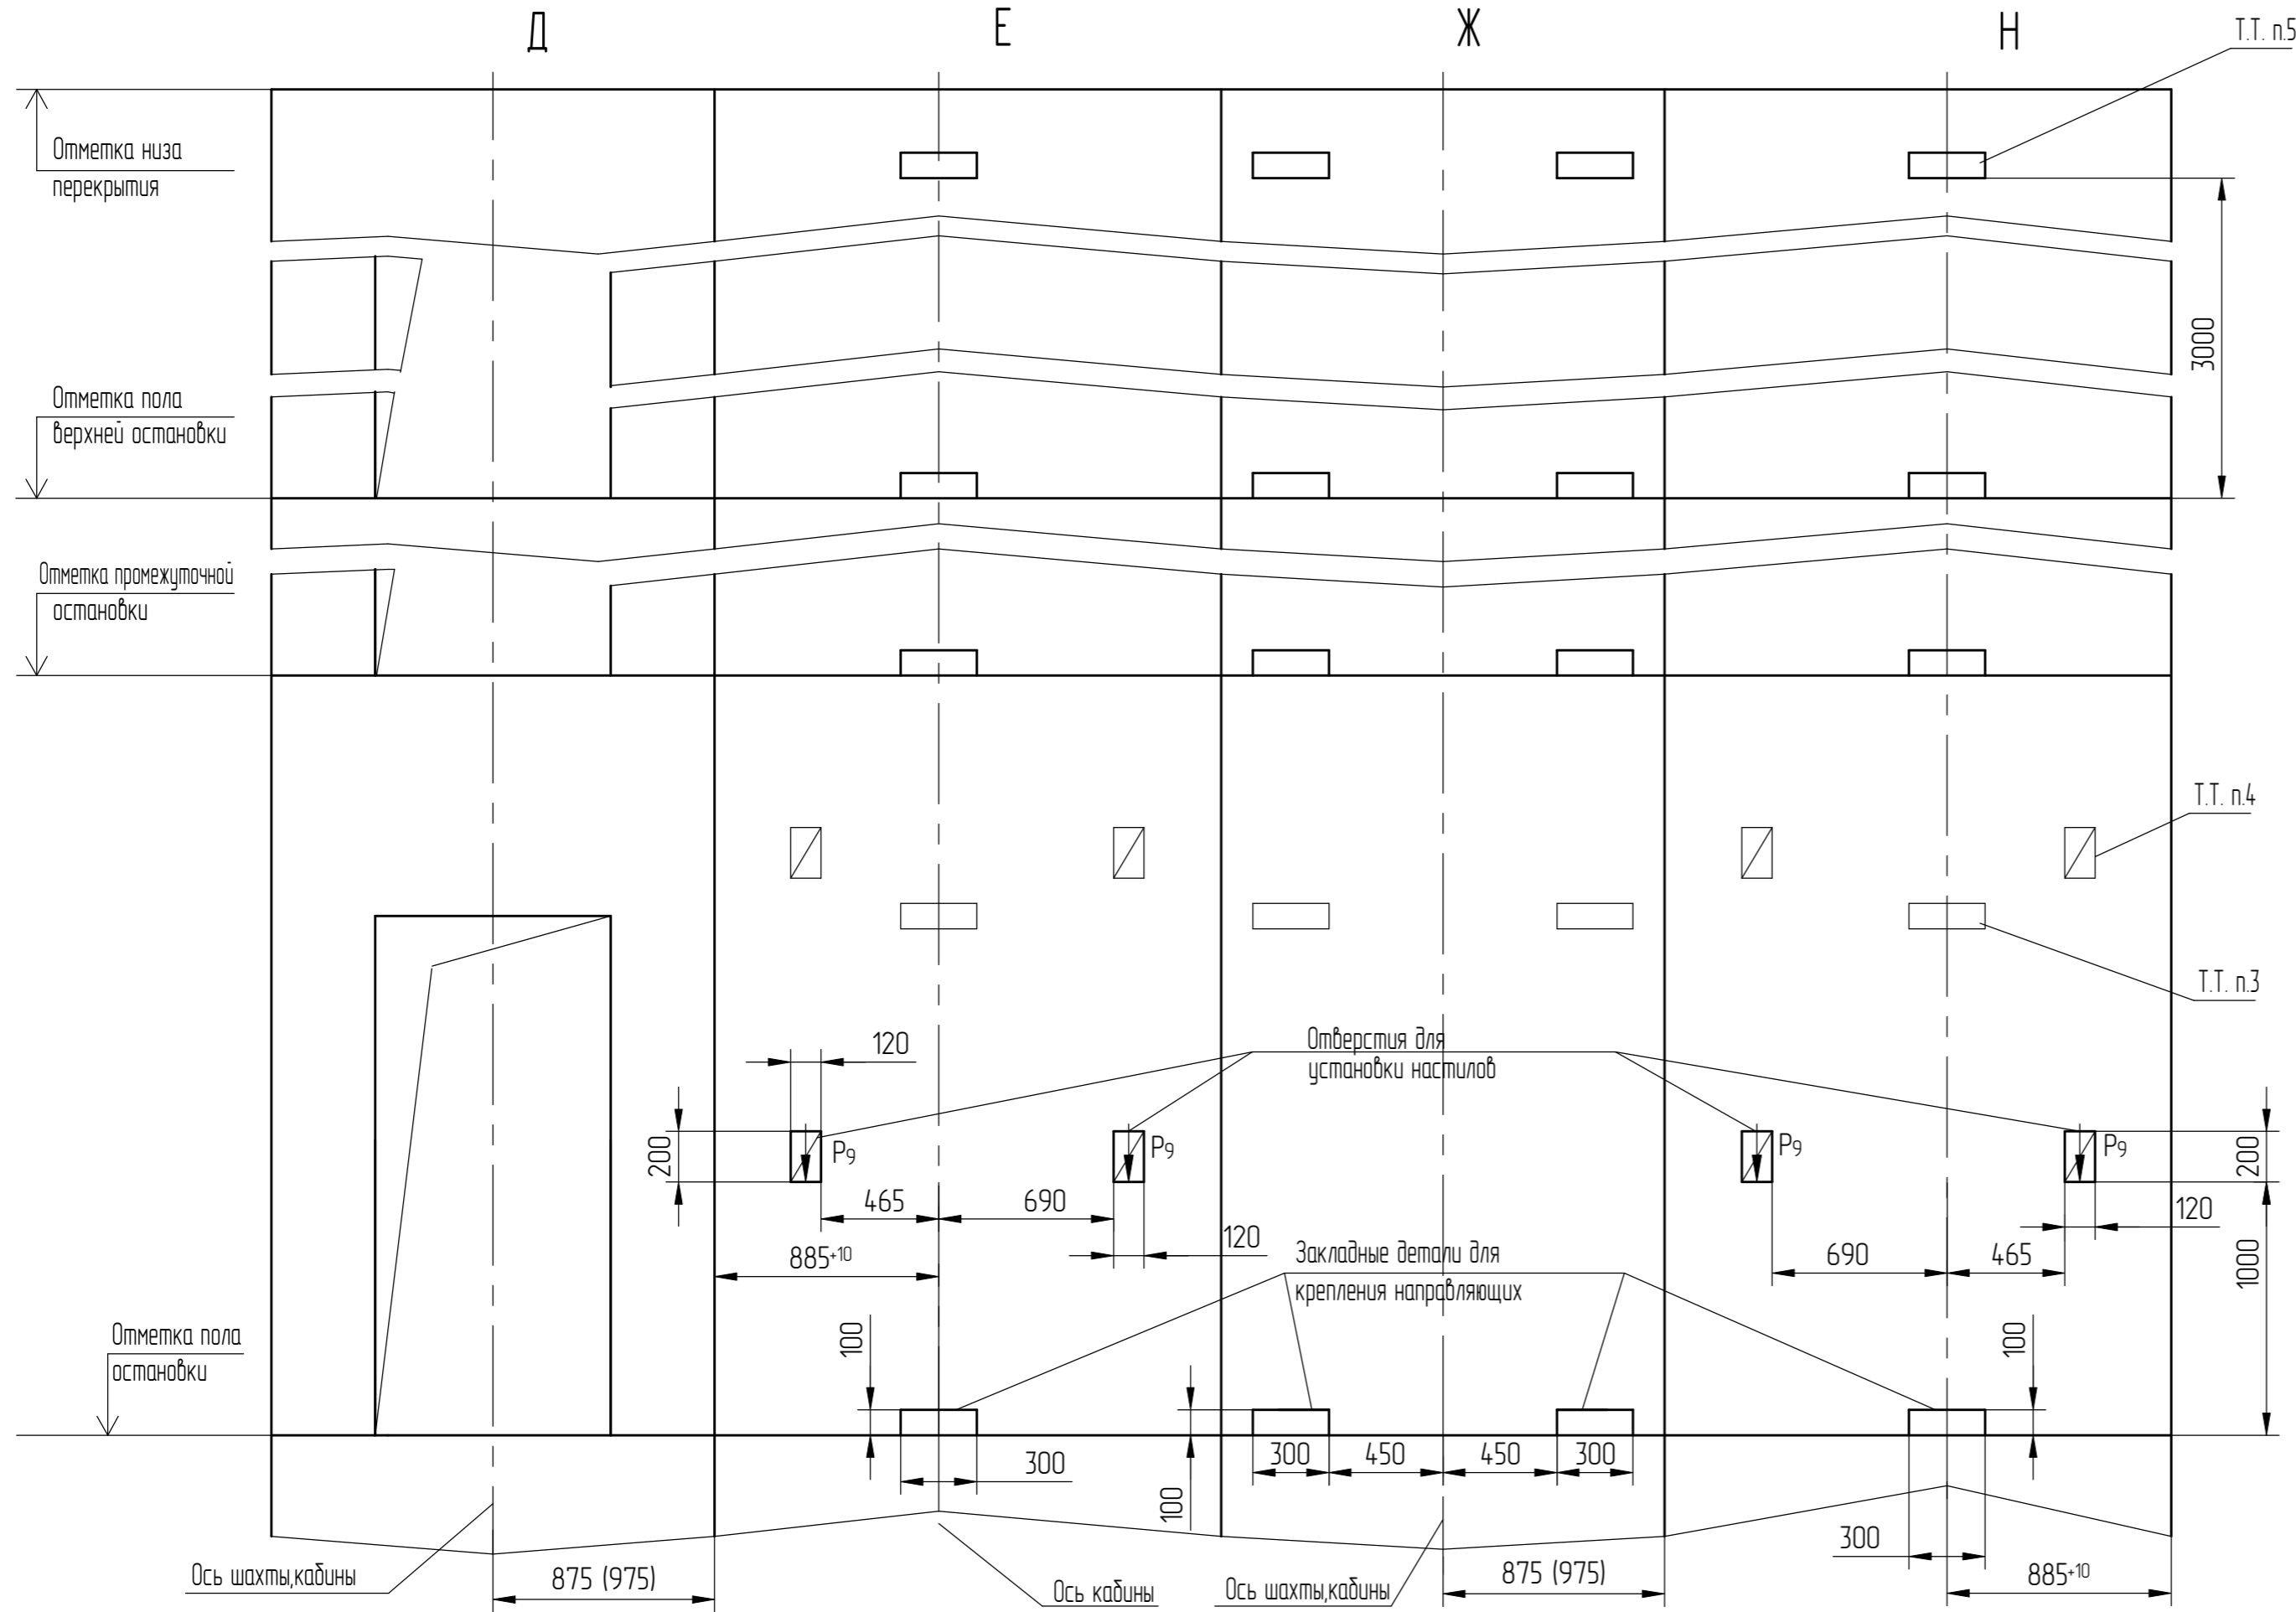 Д
Е
Ж
Н
Т.Т. п.5
Отметка низа
перекрытия
3000
Отметка пола
верхней остановки
Отметка промежуточной
остановки
Т.Т. п.4
Т.Т. п.3
120
Отверстия для
установки настилов
200
P9
P9
P9
P9
200
465
690
120
120
885+10
Закладные детали для
крепления направляющих
690
465
1000
Отметка пола
остановки
100
100
300
100
300
450
450
300
300
Ось шахты,кабины
875 (975)
Ось кабины
Ось шахты,кабины
875 (975)
885+10